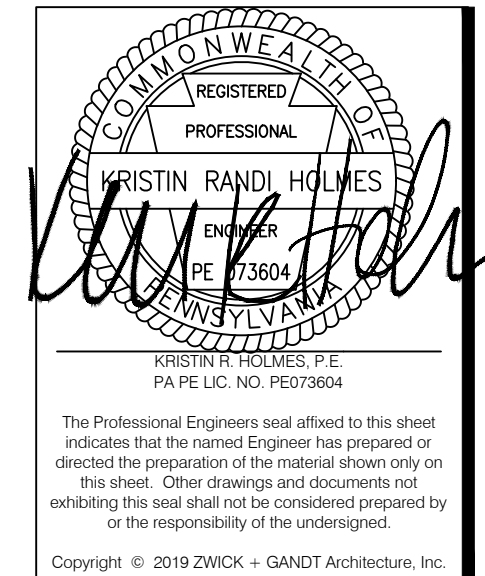 COMMONWEALTH OF
REGISTERED
PROFESSIONAL
KRISTIN RANDI HOLMES
ENGINEER
PE 073604
PENNSYLVANIA
KRISTIN R. HOLMES, P.E.
PA PE LIC. NO. PE073604
The Professional Engineers seal affixed to this sheet
indicates that the named Engineer has prepared or
directed the preparation of the material shown only on
this sheet. Other drawings and documents not
exhibiting this seal shall not be considered prepared by
or the responsibility of the undersigned.
Copyright © 2019 ZWICK + GANDT Architecture, Inc.